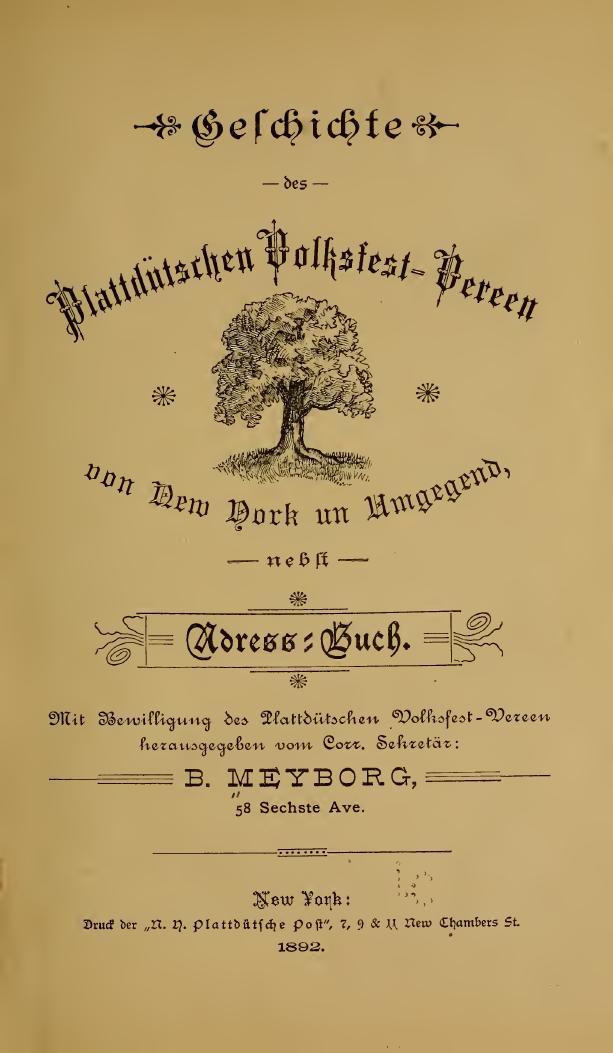 Geschichte
— des —
Plattdütschen Volksfest-Vereen
von New York un Umgegend,
— nebst —
Adress-Buch.
Mit Bewilligung des Plattdütschen Volksfest-Vereen
herausgegeben vom Corr. Sekretär:
B. MEYBORG,
58 Sechste Ave.
New York:
Druck der „N. Y. Plattdütsche Post", 7, 9 & 11 New Chambers St.
1892.